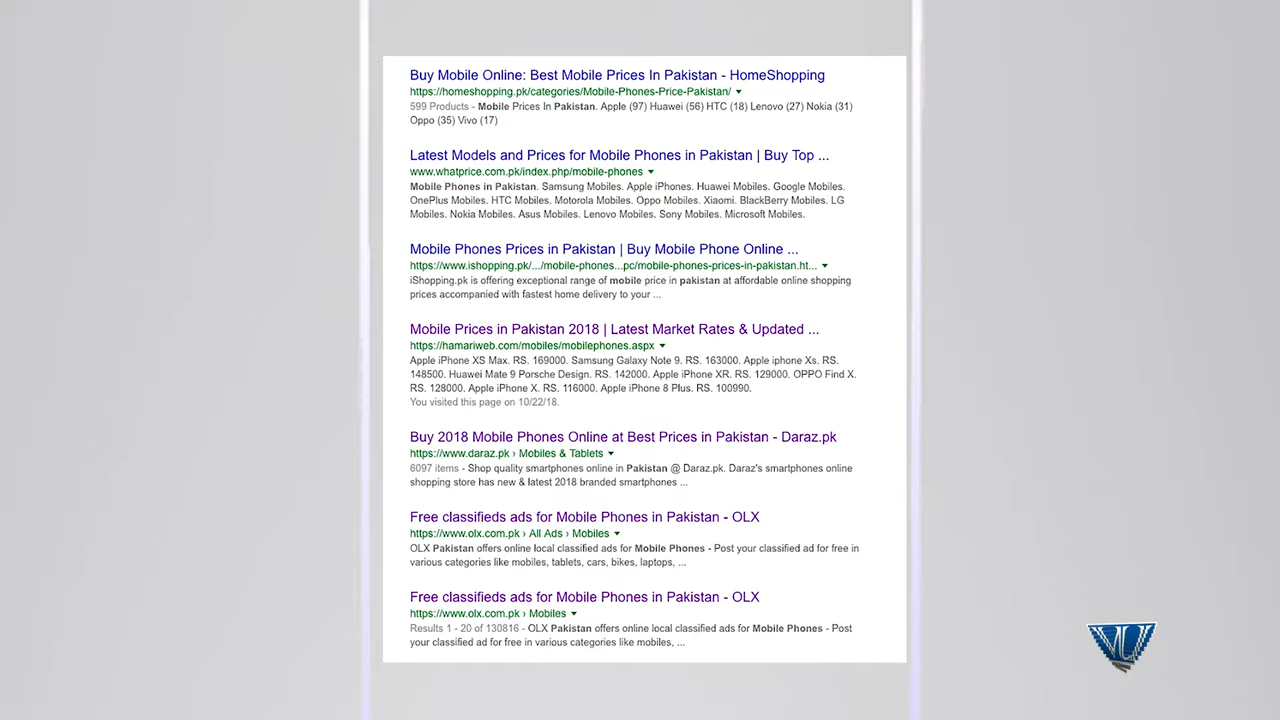 Buy Mobile Online: Best Mobile Prices In Pakistan - HomeShopping
https://homeshopping.pk/categories/Mobile-Phones-Price-Pakistan/
599 Products - Mobile Prices In Pakistan. Apple (97) Huawei (56) HTC (18) Lenovo (27) Nokia (31)
Oppo (35) Vivo (17)
Latest Models and Prices for Mobile Phones in Pakistan | Buy Top ...
www.whatprice.com.pk/index.php/mobile-phones
Mobile Phones in Pakistan. Samsung Mobiles. Apple iPhones. Huawei Mobiles. Google Mobiles.
OnePlus Mobiles. HTC Mobiles. Motorola Mobiles. Oppo Mobiles. Xiaomi. BlackBerry Mobiles. LG
Mobiles. Nokia Mobiles. Asus Mobiles. Lenovo Mobiles. Sony Mobiles. Microsoft Mobiles.
Mobile Phones Prices in Pakistan | Buy Mobile Phone Online ...
https://www.ishopping.pk/.../mobile-phones...pc/mobile-phones-prices-in-pakistan.ht...
iShopping.pk is offering exceptional range of mobile price in pakistan at affordable online shopping
prices accompanied with fastest home delivery to your ...
Mobile Prices in Pakistan 2018 | Latest Market Rates & Updated ...
https://hamariweb.com/mobiles/mobilephones.aspx
Apple iPhone XS Max. RS. 169000. Samsung Galaxy Note 9. RS. 163000. Apple iphone Xs. RS.
148500. Huawei Mate 9 Porsche Design. RS. 142000. Apple iPhone XR. RS. 129000. OPPO Find X.
RS. 128000. Apple iPhone X. RS. 116000. Apple iPhone 8 Plus. RS. 100990.
You visited this page on 10/22/18.
Buy 2018 Mobile Phones Online at Best Prices in Pakistan - Daraz.pk
https://www.daraz.pk › Mobiles & Tablets
6097 items - Shop quality smartphones online in Pakistan @ Daraz.pk. Daraz's smartphones online
shopping store has new & latest 2018 branded smartphones ...
Free classifieds ads for Mobile Phones in Pakistan - OLX
https://www.olx.com.pk › All Ads › Mobiles
OLX Pakistan offers online local classified ads for Mobile Phones - Post your classified ad for free in
various categories like mobiles, tablets, cars, bikes, laptops, ...
Free classifieds ads for Mobile Phones in Pakistan - OLX
https://www.olx.com.pk › Mobiles
Results 1 - 20 of 130816 - OLX Pakistan offers online local classified ads for Mobile Phones - Post
your classified ad for free in various categories like mobiles, ...
VU